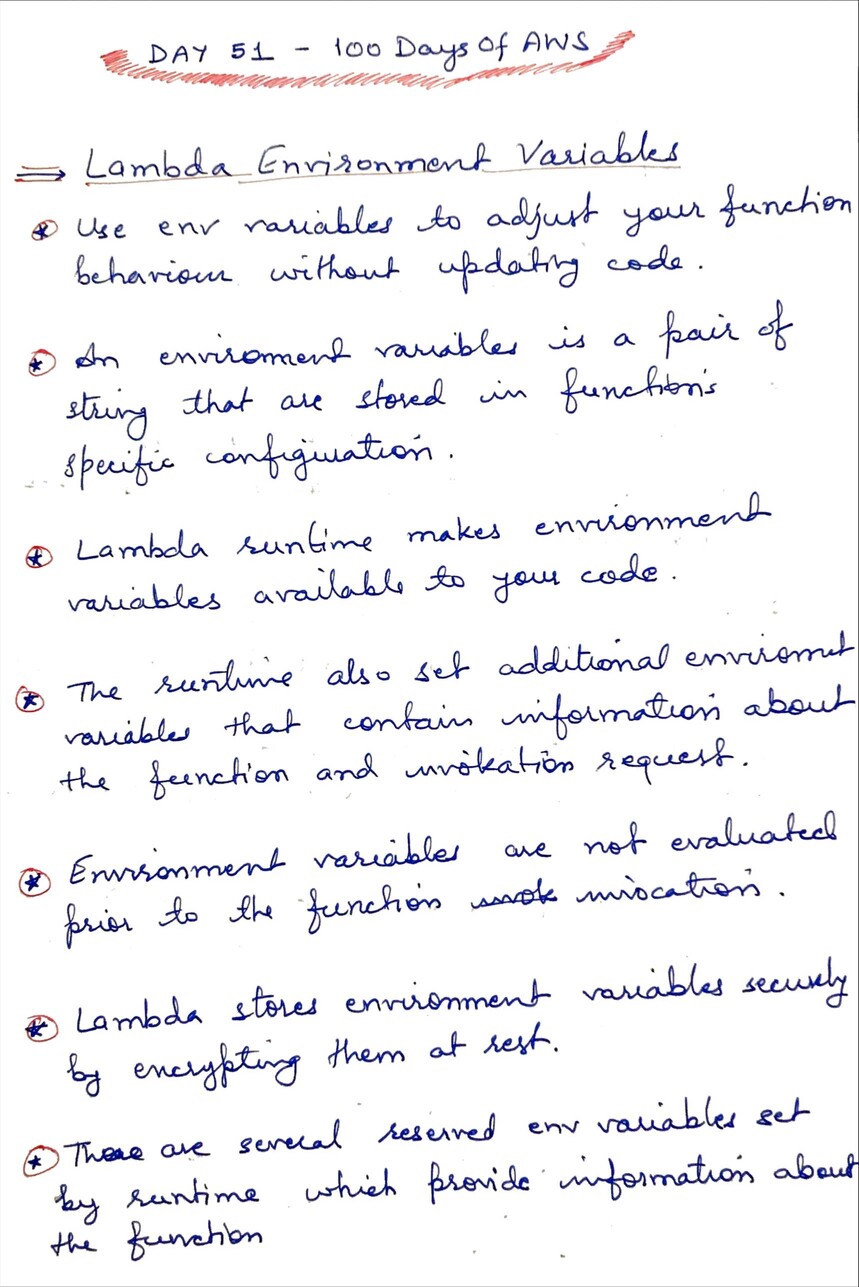 DAY 51 - 100 Days Of AWS
⇒ Lambda Environment Variables
* Use env variables to adjust your function
behaviour without updating code.
* An environment variables is a pair of
string that are stored in function's
specific configuration.
* Lambda runtime makes environment
variables available to your code.
* The runtime also set additional enviromnt
variables that contain information about
the function and invokation request.
* Environment variables are not evaluated
prior to the function invocation.
* Lambda stores environment variables securely
by encrypting them at rest.
* There are several reserved env variables set
by runtime which provide information about
the function